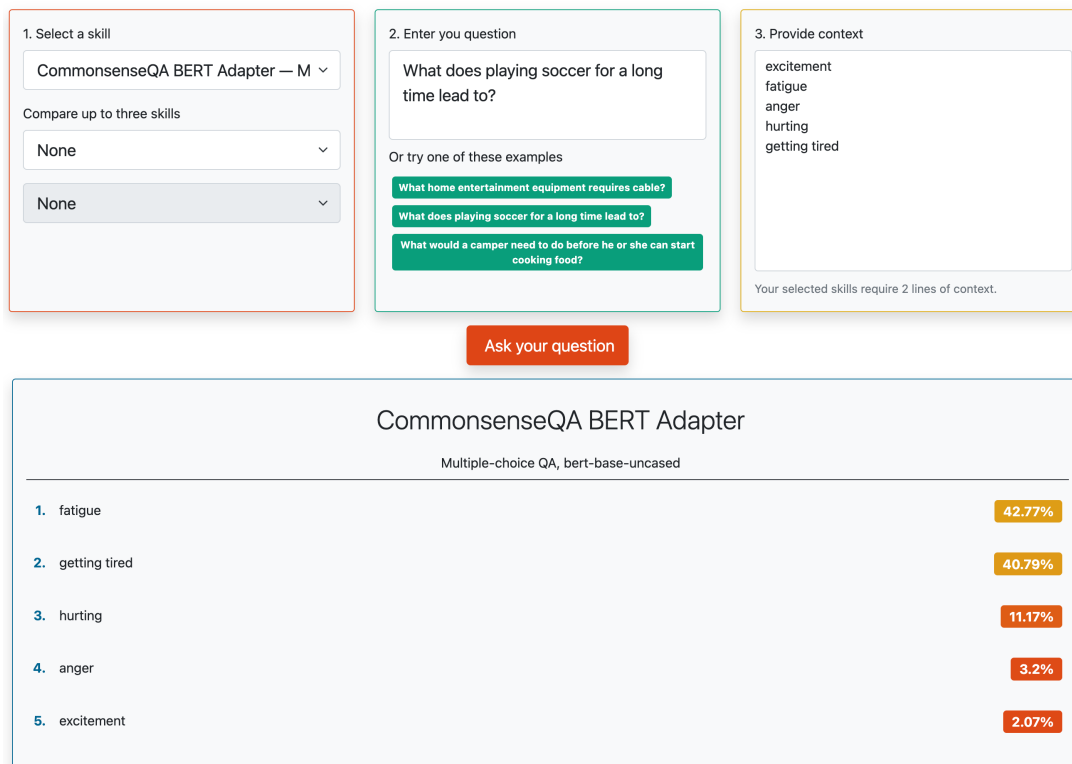 1. Select a skill
CommonsenseQA BERT Adapter — M
Compare up to three skills
None
None
2. Enter you question
What does playing soccer for a long
time lead to?
Or try one of these examples
What home entertainment equipment requires cable?
What does playing soccer for a long time lead to?
What would a camper need to do before he or she can start
cooking food?
3. Provide context
excitement
fatigue
anger
hurting
getting tired
Your selected skills require 2 lines of context.
Ask your question
CommonsenseQA BERT Adapter
Multiple-choice QA, bert-base-uncased
1. fatigue 42.77%
2. getting tired 40.79%
3. hurting 11.17%
4. anger 3.2%
5. excitement 2.07%